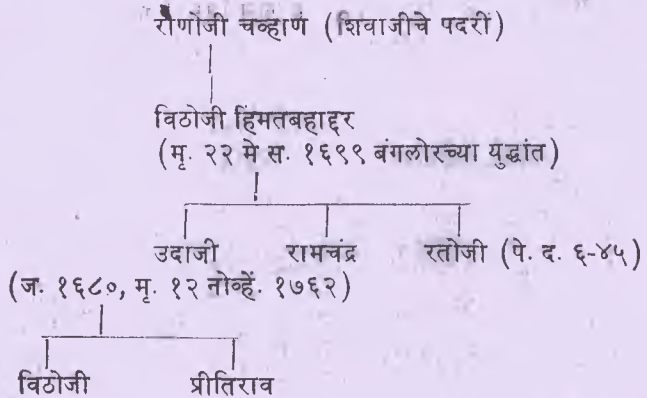 राणोजी चव्हाण (शिवाजीचे पदरीं)
विठोजी हिंमतबहाद्दर
(मृ. २२ मे स. १६९९ बंगलोरच्या युद्धांत)
उदाजी रामचंद्र रतोजी (पे. द. ६-४५)
(ज. १६८०, मृ. १२ नोव्हें. १७६२)
विठोजी प्रीतिराव